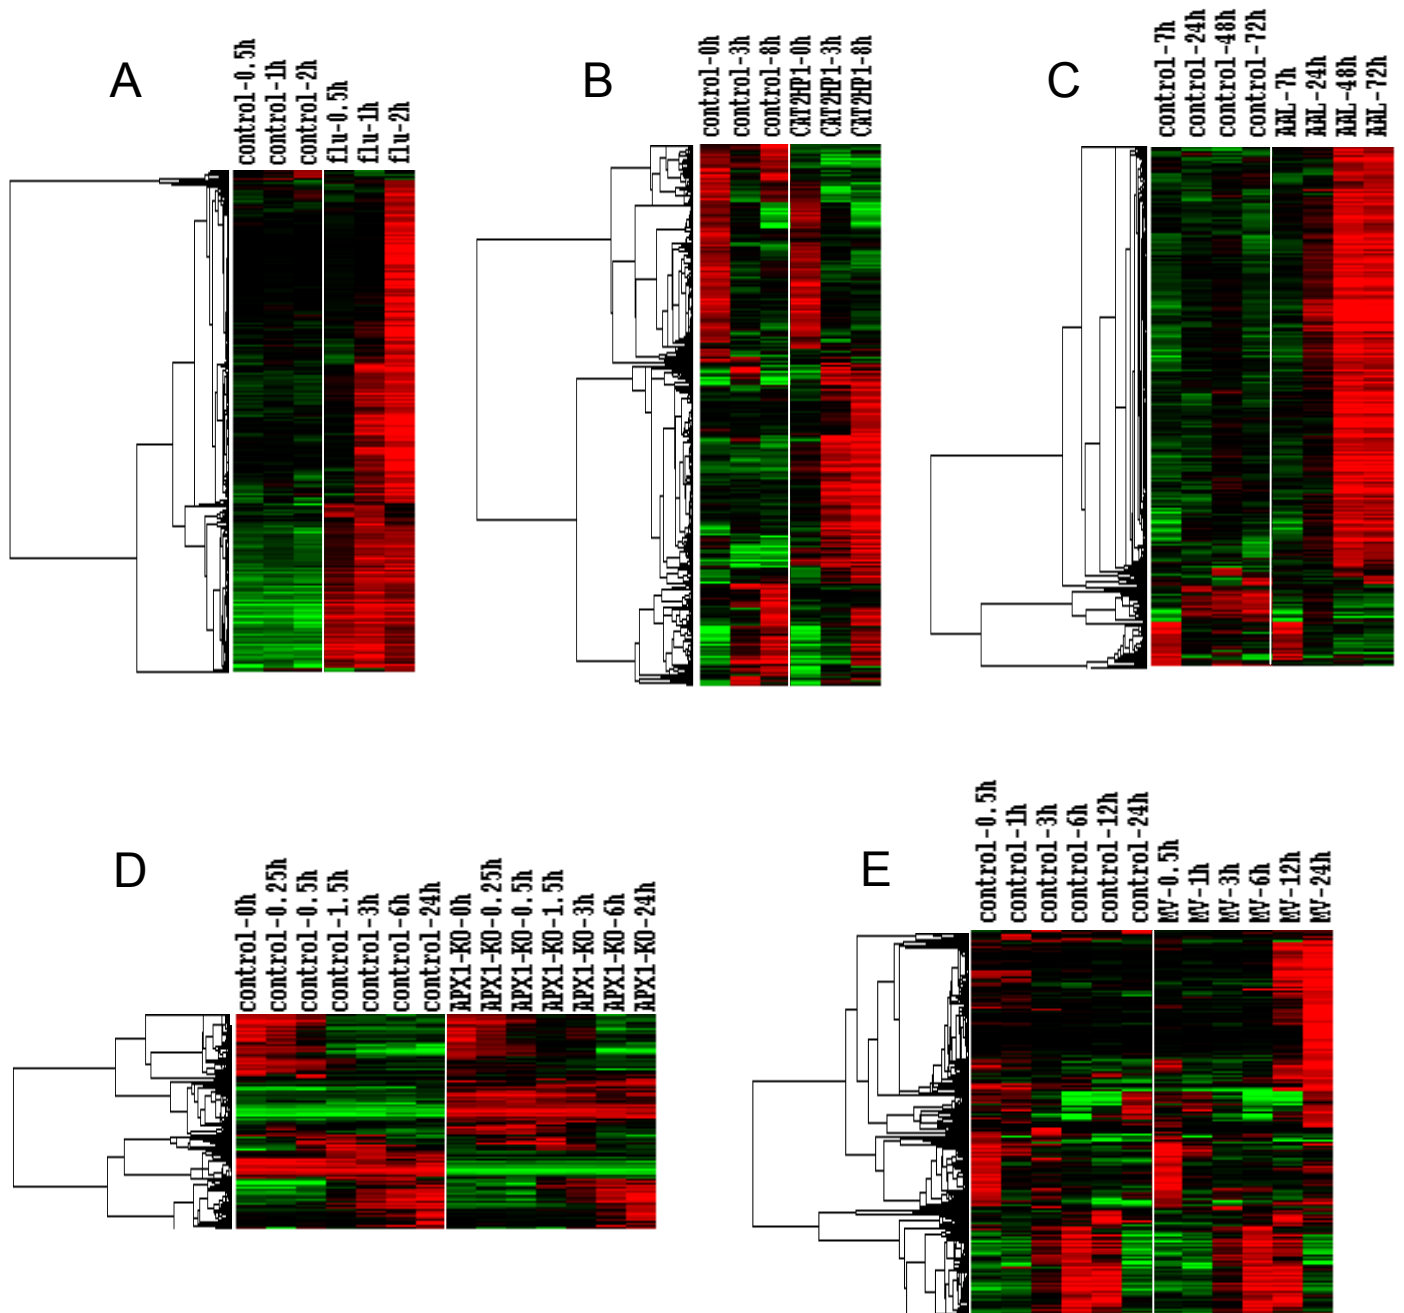 A
control-0.5h
control-1h
control-2h
flu-0.5h
flu-1h
flu-2h
B
control-0h
control-3h
control-8h
CAT2HP1-0h
CAT2HP1-3h
CAT2HP1-8h
C
control-7h
control-24h
control-48h
control-72h
AAL-7h
AAL-24h
AAL-48h
AAL-72h
D
control-0h
control-0.25h
control-0.5h
control-1.5h
control-3h
control-6h
control-24h
APX1-KO-0h
APX1-KO-0.25h
APX1-KO-0.5h
APX1-KO-1.5h
APX1-KO-3h
APX1-KO-6h
APX1-KO-24h
E
control-0.5h
control-1h
control-3h
control-6h
control-12h
control-24h
MV-0.5h
MV-1h
MV-3h
MV-6h
MV-12h
MV-24h